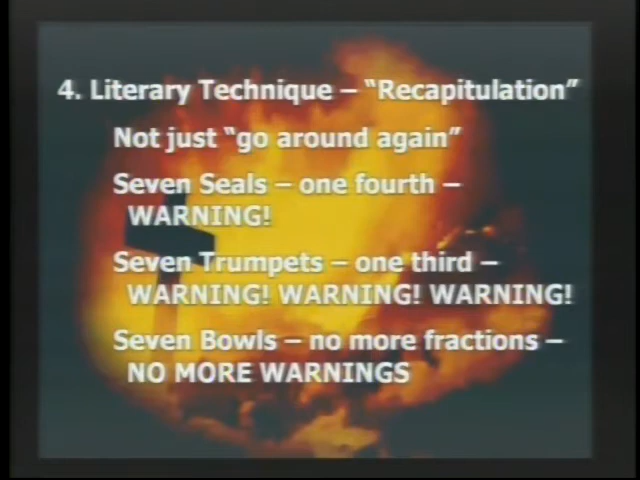 4. Literary Technique – “Recapitulation”
Not just “go around again”
Seven Seals – one fourth –
WARNING!
Seven Trumpets – one third –
WARNING! WARNING! WARNING!
Seven Bowls – no more fractions –
NO MORE WARNINGS